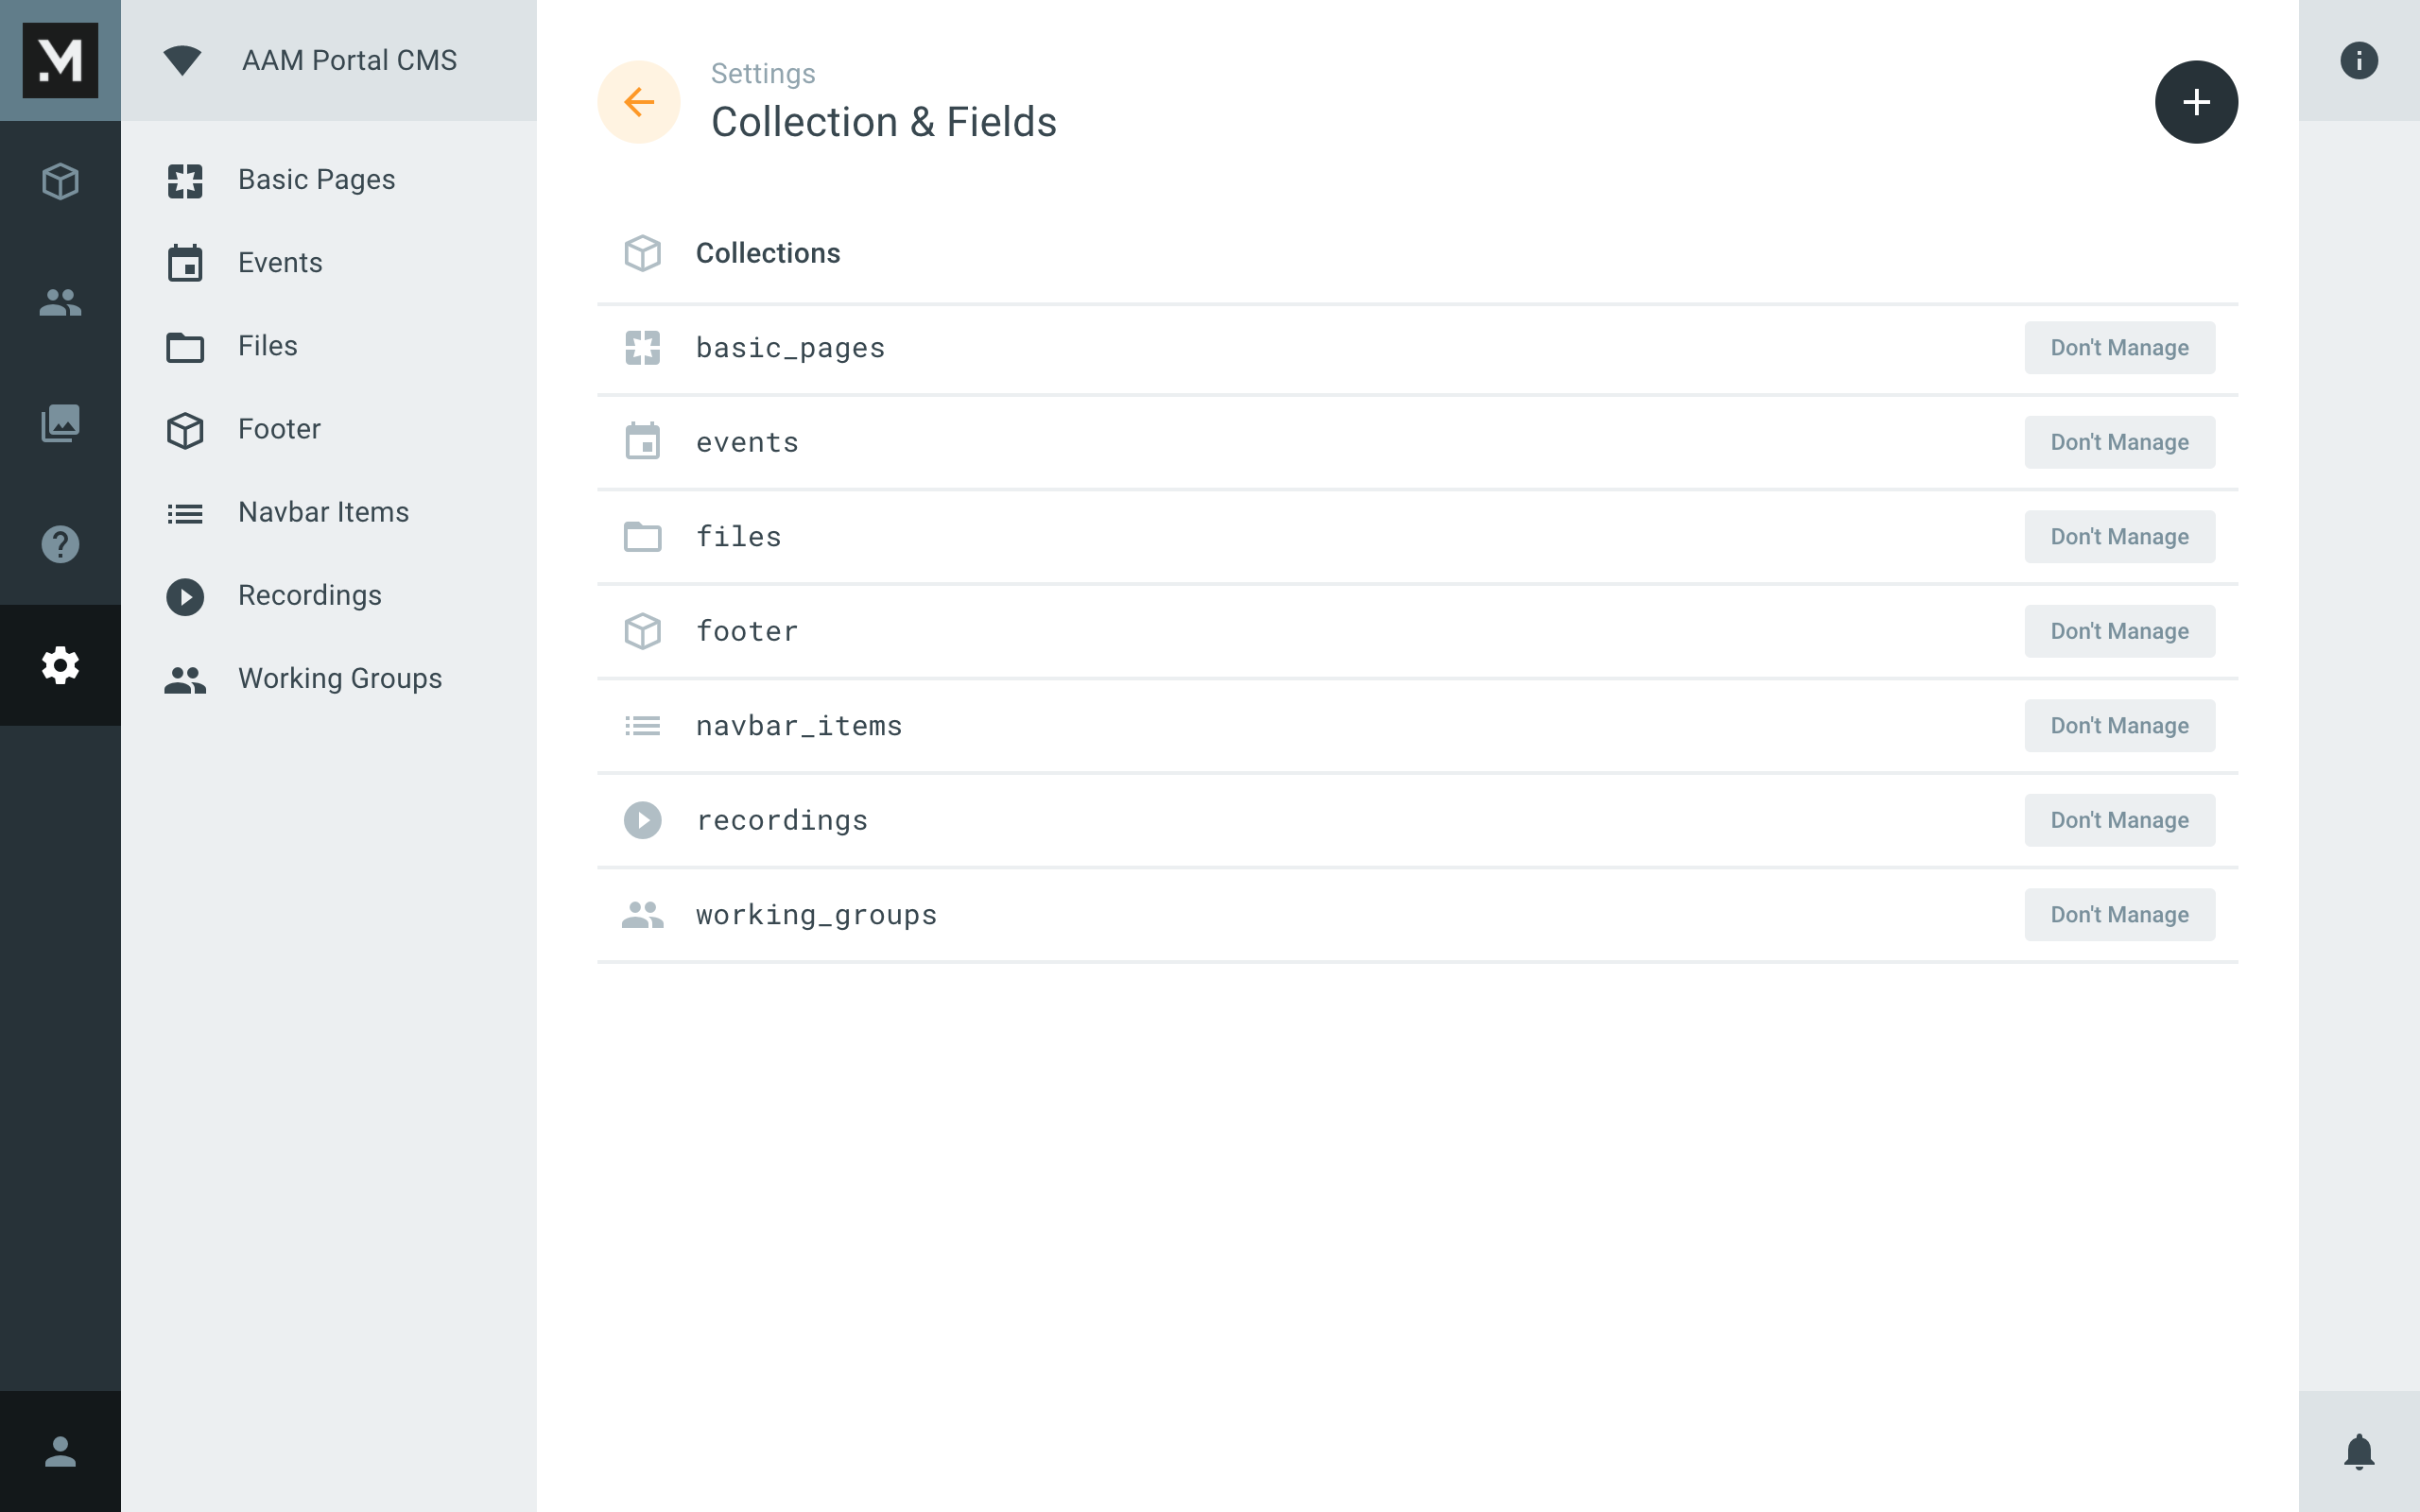 AAM Portal CMS
Basic Pages
Events
Files
Footer
Navbar Items
Recordings
Working Groups
Settings
Collection & Fields
Collections
basic_pages Don't Manage
events Don't Manage
files Don't Manage
footer Don't Manage
navbar_items Don't Manage
recordings Don't Manage
working_groups Don't Manage